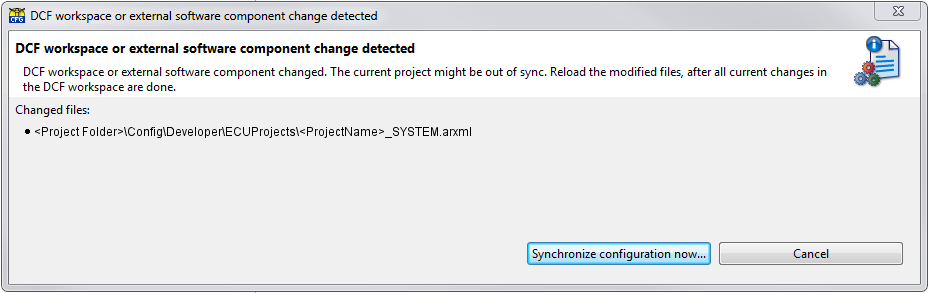 CFG DCF workspace or external software component change detected
DCF workspace or external software component change detected
DCF workspace or external software component changed. The current project might be out of sync. Reload the modified files, after all current changes in
the DCF workspace are done.
Changed files:
• <Project Folder>\Config\Developer\ECUProjects\<ProjectName>_SYSTEM.arxml
Synchronize configuration now... Cancel